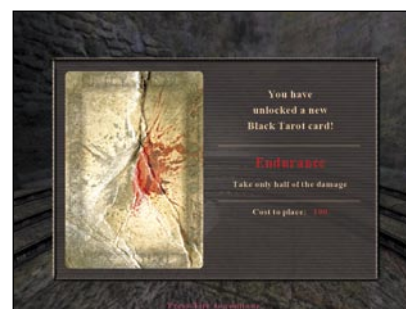 You have
unlocked a new
Black Tarot card!
Endurance
Take only half of the damage
Cost to place: